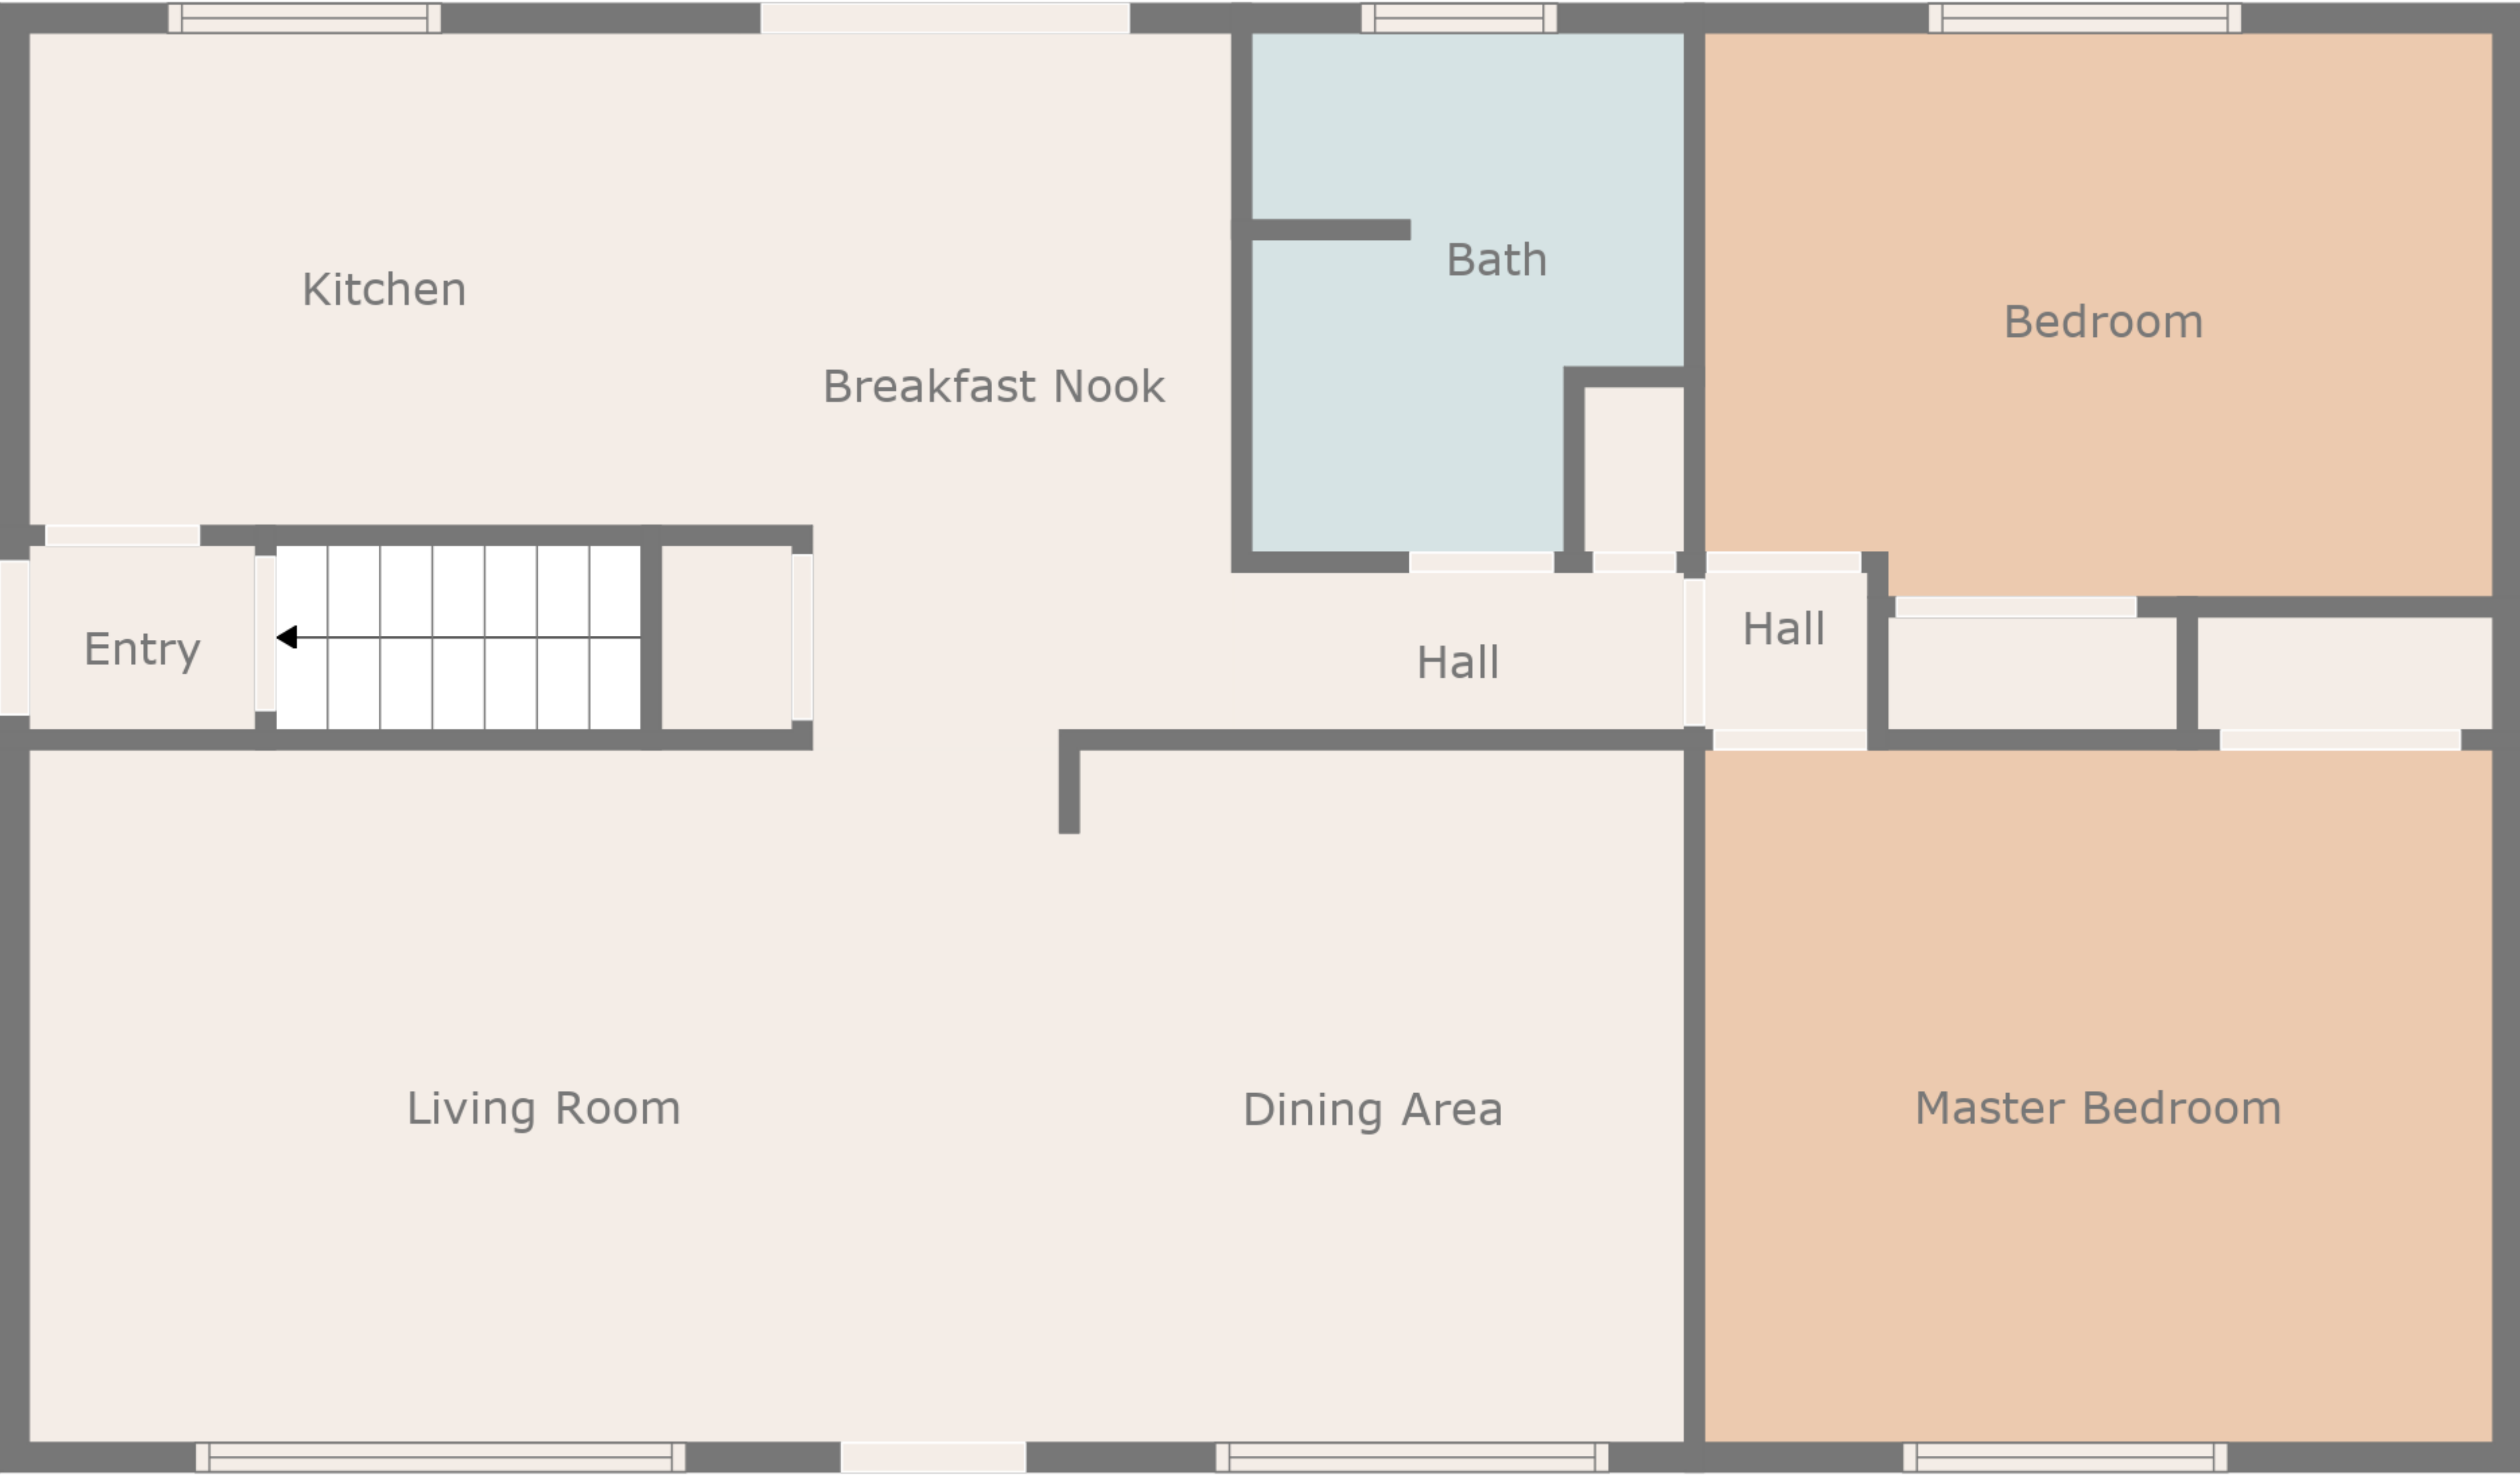 Kitchen
Breakfast Nook
Bath
Bedroom
Entry
Hall
Hall
Living Room
Dining Area
Master Bedroom